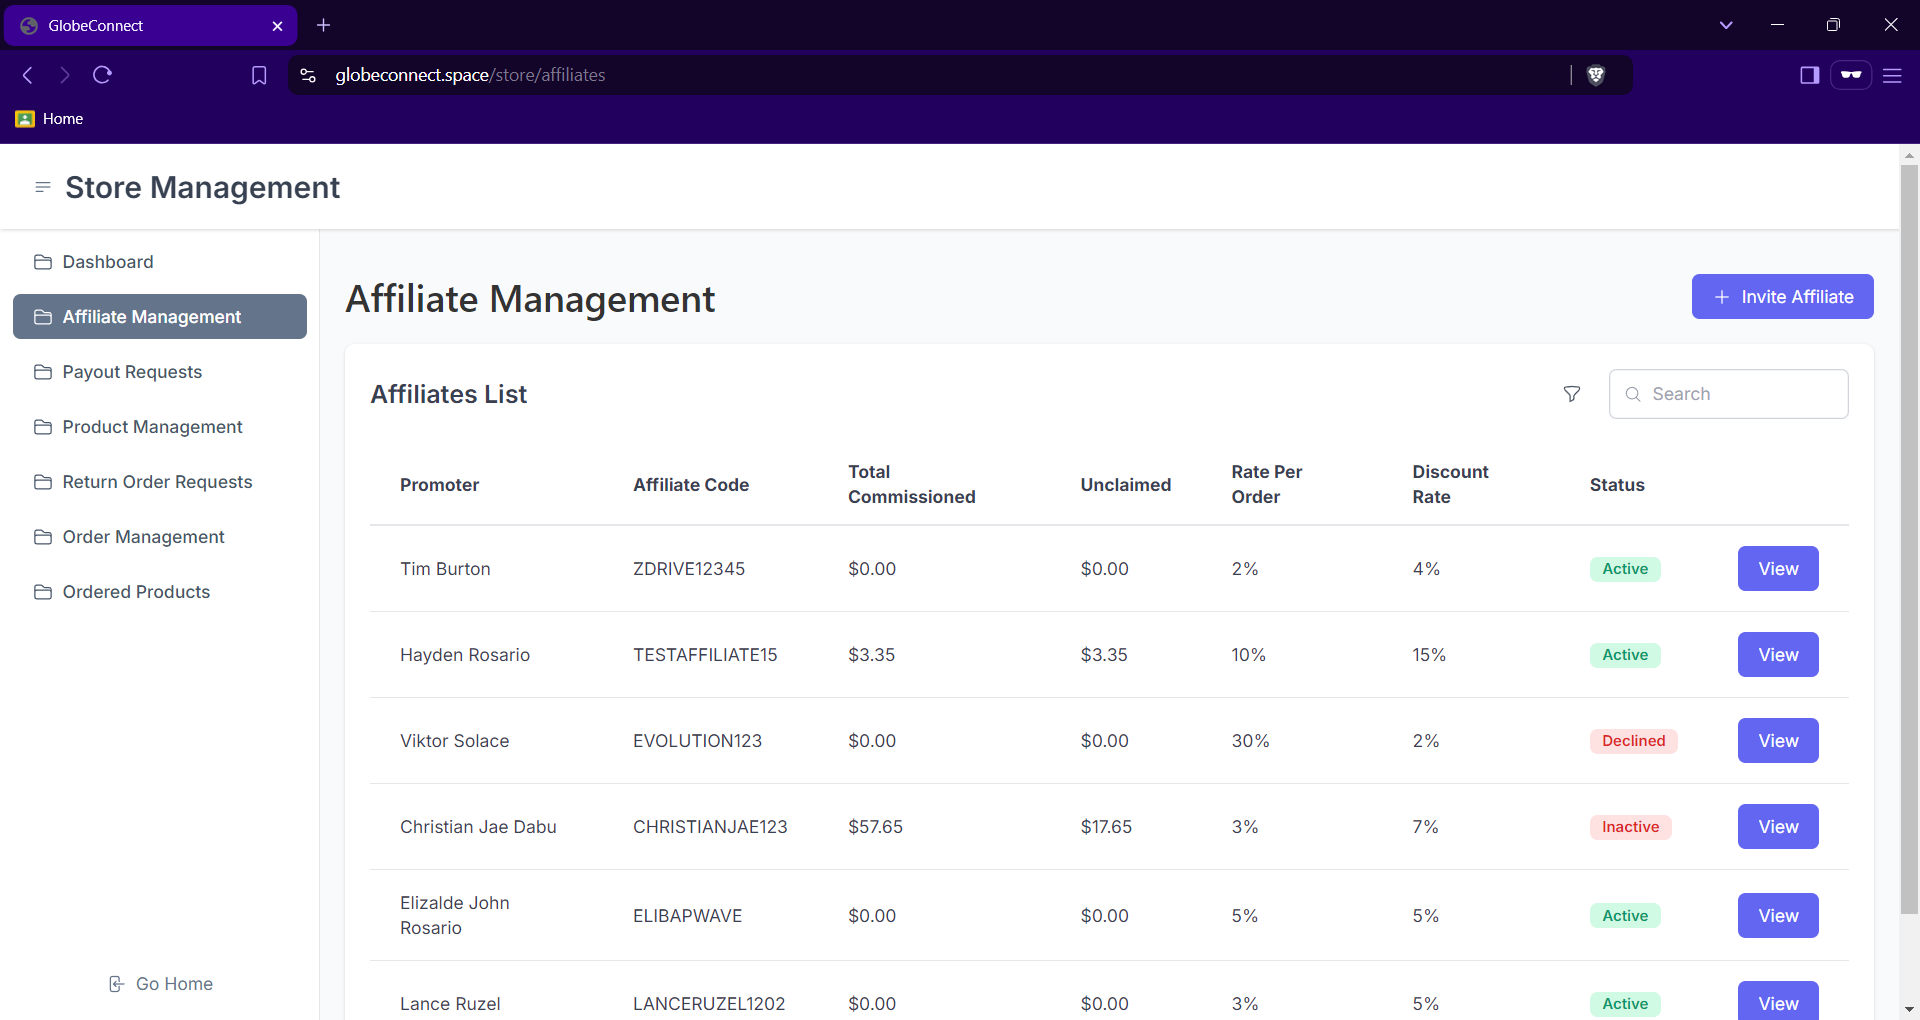 GlobeConnect
globeconnect.space/store/affiliates
Home
Store Management
Dashboard
Affiliate Management
Payout Requests
Product Management
Return Order Requests
Order Management
Ordered Products
Go Home
Affiliate Management
Invite Affiliate
Affiliates List
Search
Promoter Affiliate Code Total Commissioned Unclaimed Rate Per Order Discount Rate Status
Tim Burton ZDRIVE12345 $0.00 $0.00 2% 4% Active View
Hayden Rosario TESTAFFILIATE15 $3.35 $3.35 10% 15% Active View
Viktor Solace EVOLUTION123 $0.00 $0.00 30% 2% Declined View
Christian Jae Dabu CHRISTIANJAE123 $57.65 $17.65 3% 7% Inactive View
Elizalde John Rosario ELIBAPWAVE $0.00 $0.00 5% 5% Active View
Lance Ruzel LANCERUZEL1202 $0.00 $0.00 3% 5% Active View